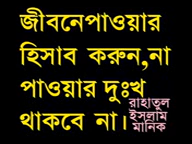 জীবনেপাওয়ার
হিসাব করুন,না
পাওয়ার দুঃখ
থাকবে না।
রাহাতুল
ইসলাম
মানিক